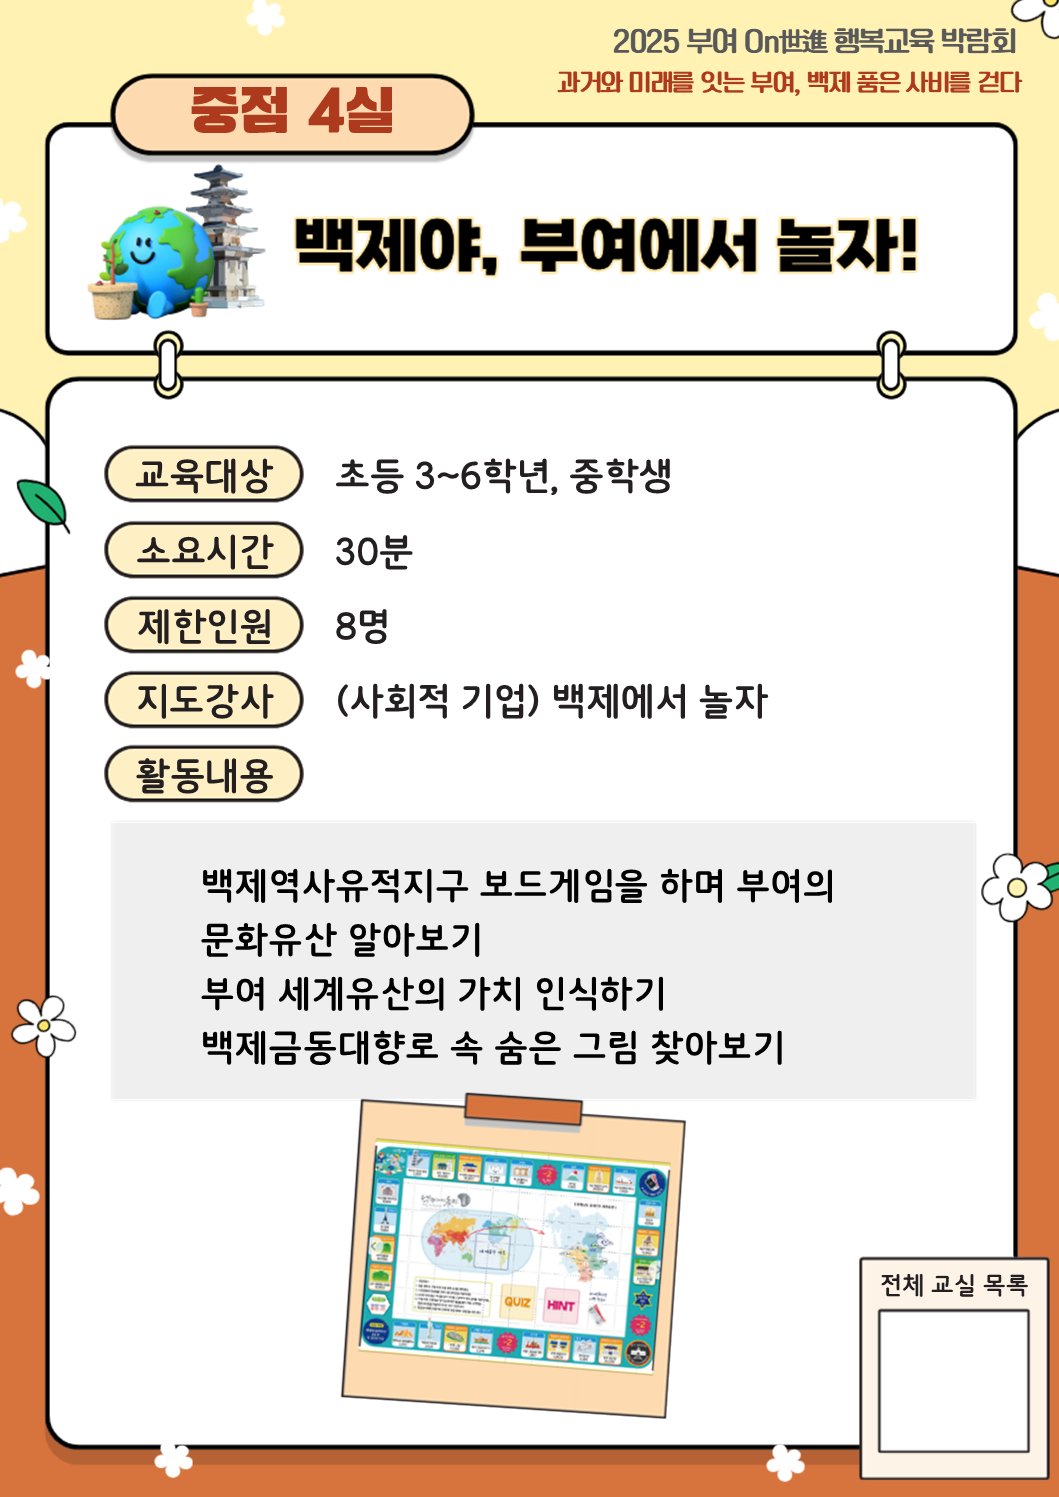 2025 부여 On世進 행복교육 박람회
과거와 미래를 잇는 부여, 백제 품은 사비를 걷다
중점 4실
백제야, 부여에서 놀자!
교육대상 초등 3~6학년, 중학생
소요시간 30분
제한인원 8명
지도강사 (사회적 기업) 백제에서 놀자
활동내용
백제역사유적지구 보드게임을 하며 부여의
문화유산 알아보기
부여 세계유산의 가치 인식하기
백제금동대향로 속 숨은 그림 찾아보기
QUIZ
HINT
전체 교실 목록